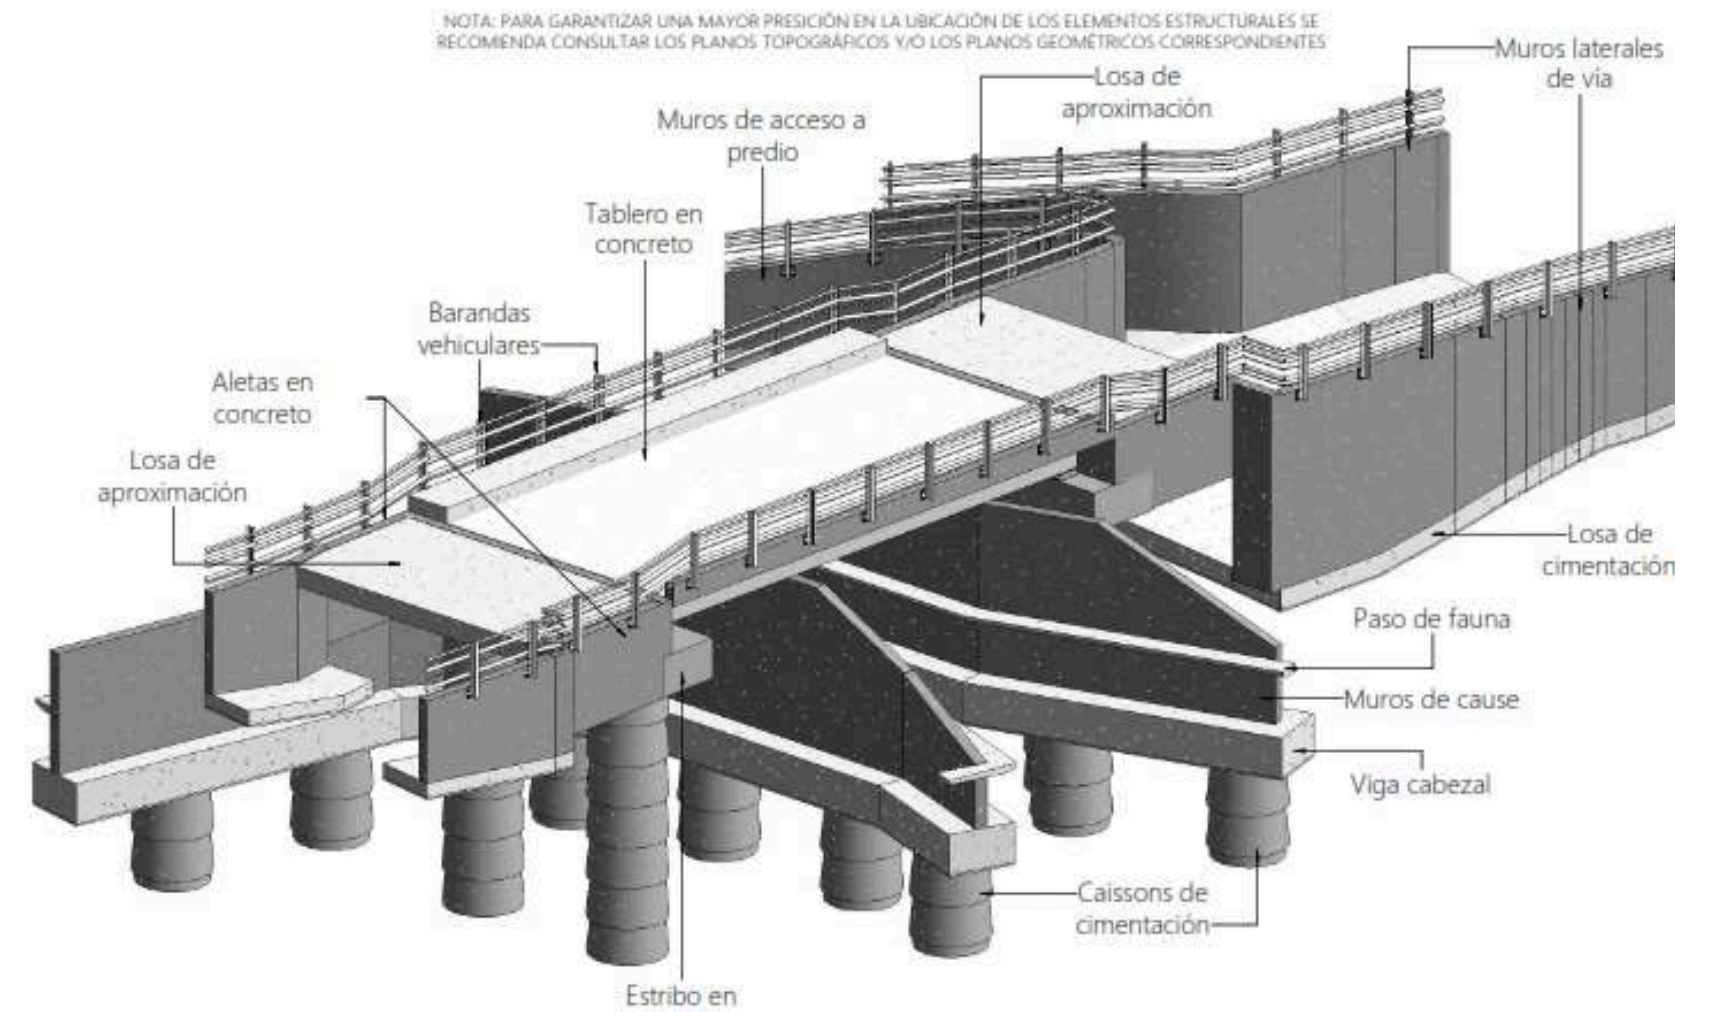 NOTA: PARA GARANTIZAR UNA MAYOR PRESICIÓN EN LA UBICACIÓN DE LOS ELEMENTOS ESTRUCTURALES SE
RECOMIENDA CONSULTAR LOS PLANOS TOPOGRÁFICOS Y/O LOS PLANOS GEOMÉTRICOS CORRESPONDIENTES
Muros laterales
de vía
Losa de
aproximación
Muros de acceso a
predio
Tablero en
concreto
Barandas
vehiculares
Aletas en
concreto
Losa de
aproximación
Losa de
cimentación
Paso de fauna
Muros de cause
Viga cabezal
Caissons de
cimentación
Estribo en